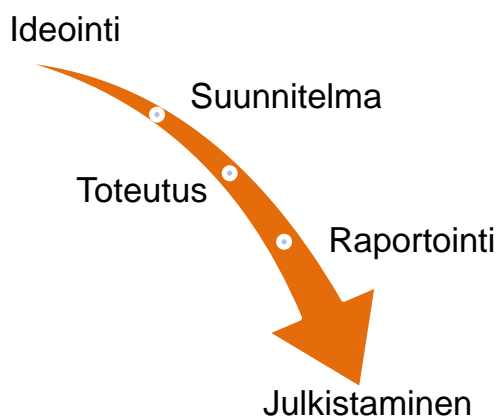 Ideointi
Suunnitelma
Toteutus
Raportointi
Julkistaminen